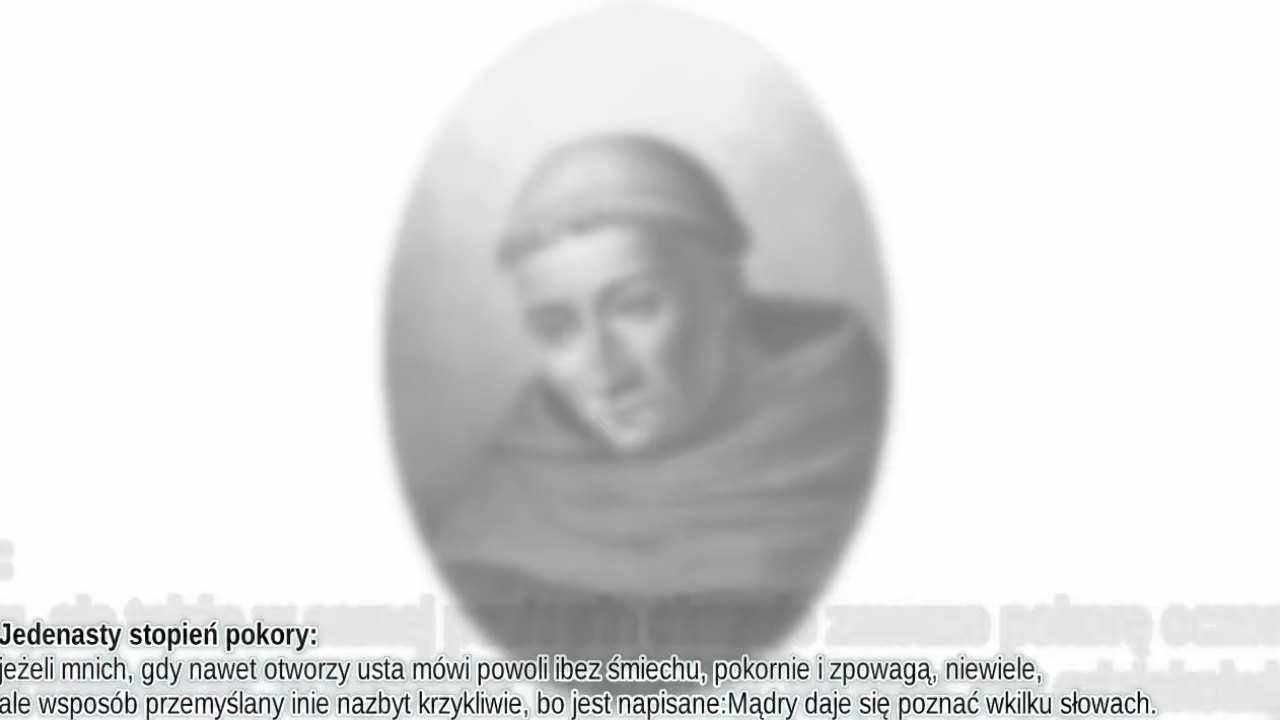 Jedenasty stopień pokory:
jeżeli mnich, gdy nawet otworzy usta mówi powoli ibez śmiechu, pokornie i zpowagą, niewiele,
ale wsposób przemyślany inie nazbyt krzykliwie, bo jest napisane:Mądry daje się poznać wkilku słowach.